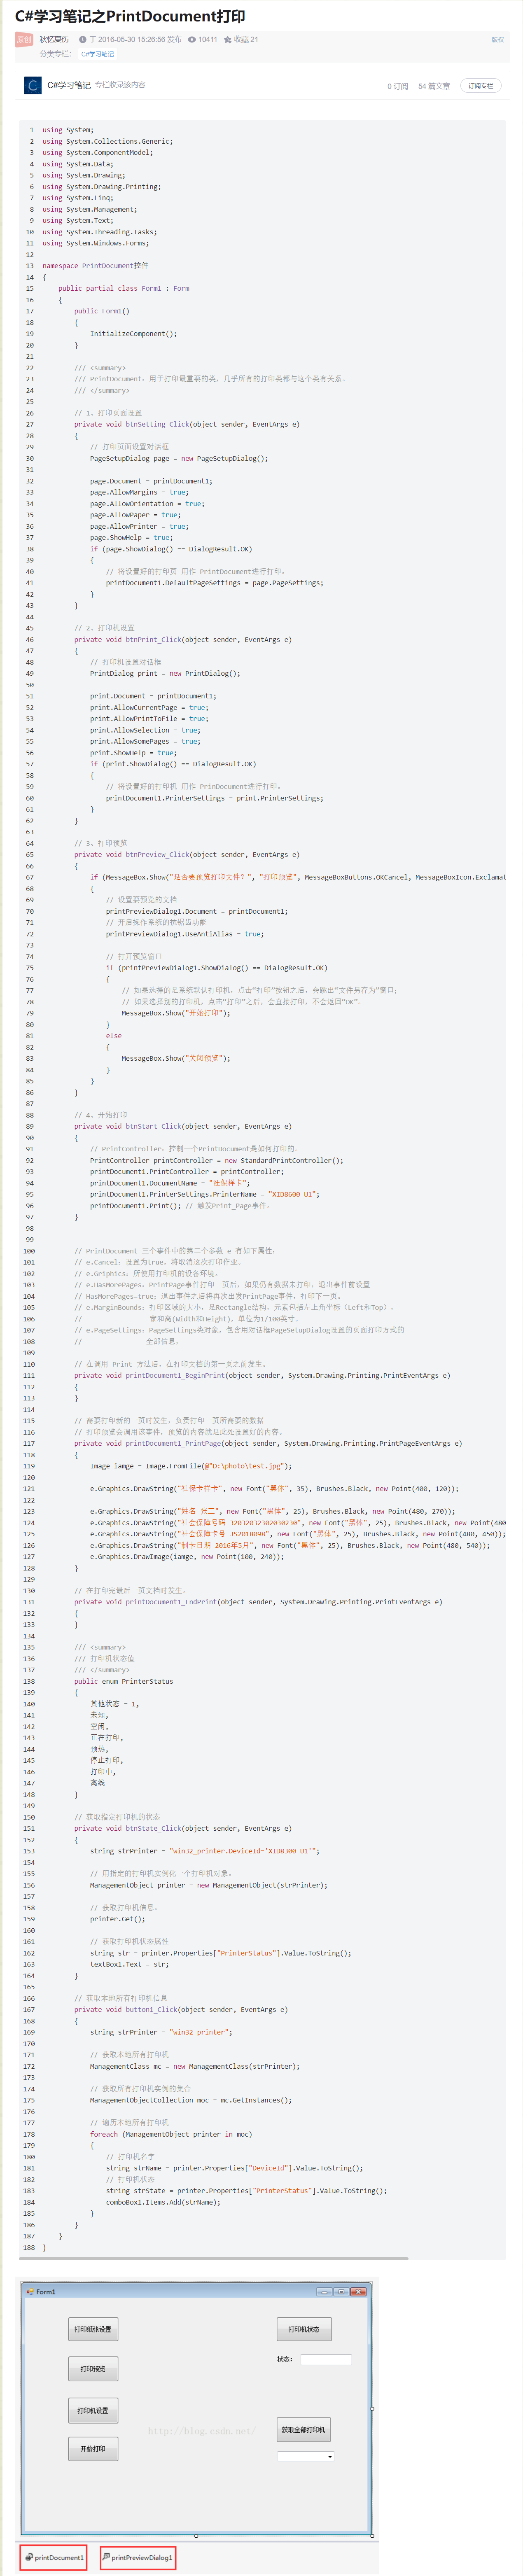 C#学习笔记之PrintDocument打印
原创
秋忆夏伤 于 2016-05-30 15:26:56 发布 10411 收藏 21
版权
分类专栏: C#学习笔记
C#学习笔记 专栏收录该内容
0 订阅 54 篇文章 订阅专栏
1 using System;
2 using System.Collections.Generic;
3 using System.ComponentModel;
4 using System.Data;
5 using System.Drawing;
6 using System.Drawing.Printing;
7 using System.Linq;
8 using System.Management;
9 using System.Text;
10 using System.Threading.Tasks;
11 using System.Windows.Forms;
12
13 namespace PrintDocument控件
14 {
15 public partial class Form1 : Form
16 {
17 public Form1()
18 {
19 InitializeComponent();
20 }
21
22 /// <summary>
23 /// PrintDocument：用于打印最重要的类，几乎所有的打印类都与这个类有关系。
24 /// </summary>
25
26 // 1、打印页面设置
27 private void btnSetting_Click(object sender, EventArgs e)
28 {
29 // 打印页面设置对话框
30 PageSetupDialog page = new PageSetupDialog();
31
32 page.Document = printDocument1;
33 page.AllowMargins = true;
34 page.AllowOrientation = true;
35 page.AllowPaper = true;
36 page.AllowPrinter = true;
37 page.ShowHelp = true;
38 if (page.ShowDialog() == DialogResult.OK)
39 {
40 // 将设置好的打印页 用作 PrintDocument进行打印。
41 printDocument1.DefaultPageSettings = page.PageSettings;
42 }
43 }
44
45 // 2、打印机设置
46 private void btnPrint_Click(object sender, EventArgs e)
47 {
48 // 打印机设置对话框
49 PrintDialog print = new PrintDialog();
50
51 print.Document = printDocument1;
52 print.AllowCurrentPage = true;
53 print.AllowPrintToFile = true;
54 print.AllowSelection = true;
55 print.AllowSomePages = true;
56 print.ShowHelp = true;
57 if (print.ShowDialog() == DialogResult.OK)
58 {
59 // 将设置好的打印机 用作 PrinDocument进行打印。
60 printDocument1.PrinterSettings = print.PrinterSettings;
61 }
62 }
63
64 // 3、打印预览
65 private void btnPreview_Click(object sender, EventArgs e)
66 {
67 if (MessageBox.Show("是否要预览打印文件？", "打印预览", MessageBoxButtons.OKCancel, MessageBoxIcon.Exclamat
68 {
69 // 设置要预览的文档
70 printPreviewDialog1.Document = printDocument1;
71 // 开启操作系统的抗锯齿功能
72 printPreviewDialog1.UseAntiAlias = true;
73
74 // 打开预览窗口
75 if (printPreviewDialog1.ShowDialog() == DialogResult.OK)
76 {
77 // 如果选择的是系统默认打印机，点击“打印”按钮之后，会跳出“文件另存为”窗口；
78 // 如果选择别的打印机，点击“打印”之后，会直接打印，不会返回“OK”。
79 MessageBox.Show("开始打印");
80 }
81 else
82 {
83 MessageBox.Show("关闭预览");
84 }
85 }
86 }
87
88 // 4、开始打印
89 private void btnStart_Click(object sender, EventArgs e)
90 {
91 // PrintController：控制一个PrintDocument是如何打印的。
92 PrintController printController = new StandardPrintController();
93 printDocument1.PrintController = printController;
94 printDocument1.DocumentName = "社保样卡";
95 printDocument1.PrinterSettings.PrinterName = "XID8600 U1";
96 printDocument1.Print(); // 触发Print_Page事件。
97 }
98
99
100 // PrintDocument 三个事件中的第二个参数 e 有如下属性：
101 // e.Cancel：设置为true，将取消这次打印作业。
102 // e.Griphics：所使用打印机的设备环境。
103 // e.HasMorePages：PrintPage事件打印一页后，如果仍有数据未打印，退出事件前设置
104 // HasMorePages=true；退出事件之后将再次出发PrintPage事件，打印下一页。
105 // e.MarginBounds：打印区域的大小，是Rectangle结构，元素包括左上角坐标（Left和Top），
106 // 宽和高(Width和Height)，单位为1/100英寸。
107 // e.PageSettings：PageSettings类对象，包含用对话框PageSetupDialog设置的页面打印方式的
108 // 全部信息。
109
110 // 在调用 Print 方法后，在打印文档的第一页之前发生。
111 private void printDocument1_BeginPrint(object sender, System.Drawing.Printing.PrintEventArgs e)
112 {
113 }
114
115 // 需要打印新的一页时发生，负责打印一页所需要的数据
116 // 打印预览会调用该事件，预览的内容就是此处设置好的内容。
117 private void printDocument1_PrintPage(object sender, System.Drawing.Printing.PrintPageEventArgs e)
118 {
119 Image iamge = Image.FromFile(@"D:\photo\test.jpg");
120
121 e.Graphics.DrawString("社保卡样卡", new Font("黑体", 35), Brushes.Black, new Point(400, 120));
122
123 e.Graphics.DrawString("姓名 张三", new Font("黑体", 25), Brushes.Black, new Point(480, 270));
124 e.Graphics.DrawString("社会保障号码 32032032302030230", new Font("黑体", 25), Brushes.Black, new Point(480
125 e.Graphics.DrawString("社会保障卡号 JS2018098", new Font("黑体", 25), Brushes.Black, new Point(480, 450));
126 e.Graphics.DrawString("制卡日期 2016年5月", new Font("黑体", 25), Brushes.Black, new Point(480, 540));
127 e.Graphics.DrawImage(iamge, new Point(100, 240));
128 }
129
130 // 在打印完最后一页文档时发生。
131 private void printDocument1_EndPrint(object sender, System.Drawing.Printing.PrintEventArgs e)
132 {
133 }
134
135 /// <summary>
136 /// 打印机状态值
137 /// </summary>
138 public enum PrinterStatus
139 {
140 其他状态 = 1,
141 未知,
142 空闲,
143 正在打印,
144 预热,
145 停止打印,
146 打印中,
147 离线
148 }
149
150 // 获取指定打印机的状态
151 private void btnState_Click(object sender, EventArgs e)
152 {
153 string strPrinter = "win32_printer.DeviceId='XID8300 U1'";
154
155 // 用指定的打印机实例化一个打印机对象。
156 ManagementObject printer = new ManagementObject(strPrinter);
157
158 // 获取打印机信息。
159 printer.Get();
160
161 // 获取打印机状态属性
162 string str = printer.Properties["PrinterStatus"].Value.ToString();
163 textBox1.Text = str;
164 }
165
166 // 获取本地所有打印机信息
167 private void button1_Click(object sender, EventArgs e)
168 {
169 string strPrinter = "win32_printer";
170
171 // 获取本地所有打印机
172 ManagementClass mc = new ManagementClass(strPrinter);
173
174 // 获取所有打印机实例的集合
175 ManagementObjectCollection moc = mc.GetInstances();
176
177 // 遍历本地所有打印机
178 foreach (ManagementObject printer in moc)
179 {
180 // 打印机名字
181 string strName = printer.Properties["DeviceId"].Value.ToString();
182 // 打印机状态
183 string strState = printer.Properties["PrinterStatus"].Value.ToString();
184 comboBox1.Items.Add(strName);
185 }
186 }
187 }
188 }
Form1
打印纸张设置
打印机状态
打印预览
状态：
打印机设置
获取全部打印机
http://blog.csdn.net/
开始打印
printDocument1
printPreviewDialog1